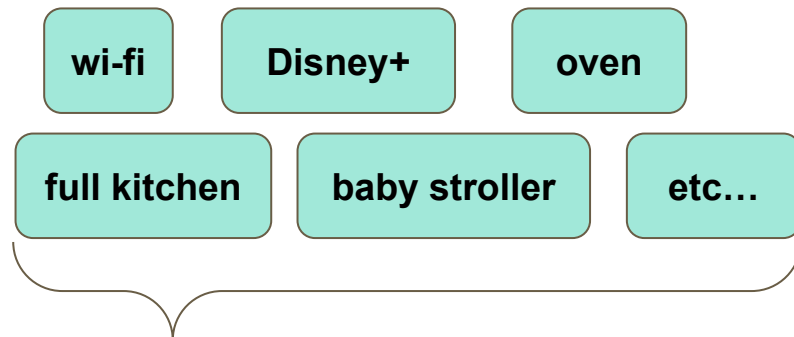 wi-fi Disney+ oven
full kitchen baby stroller etc…